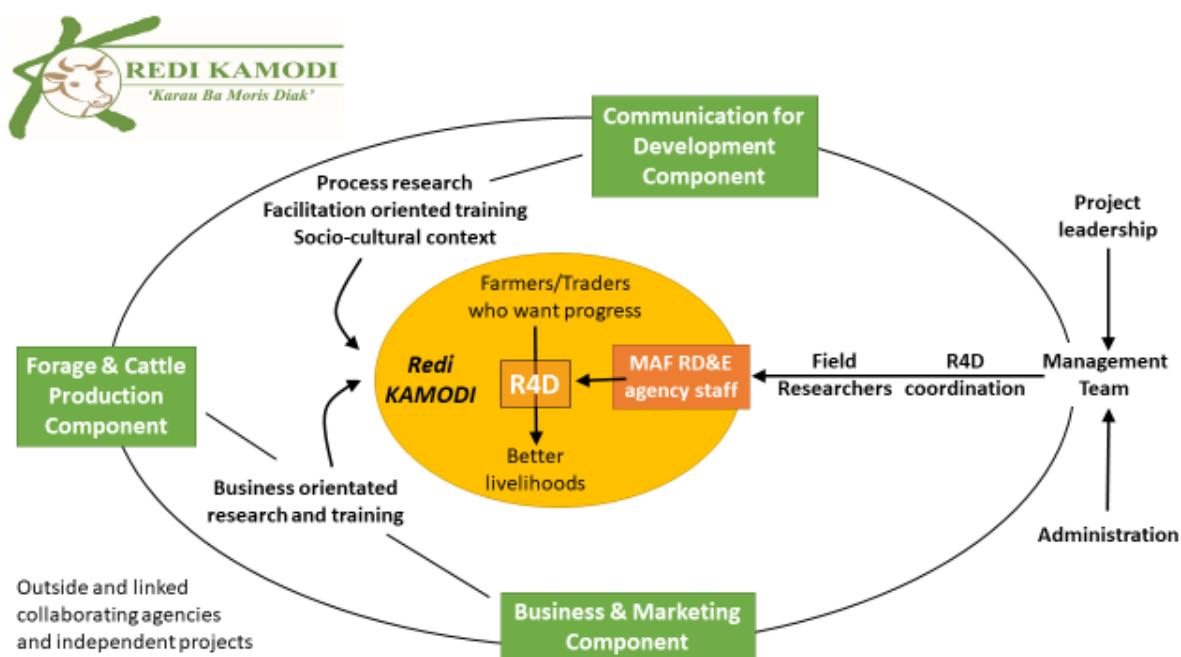 REDI KAMODI
'Karau Ba Moris Diak'
Communication for
Development
Component
Process research
Facilitation oriented training
Socio-cultural context
Project
leadership
Farmers/Traders
who want progress
Forage & Cattle
Production
Component
Redi
KAMODI
R4D
MAF RD&E
agency staff
Field
Researchers
R4D
coordination
Management
Team
Better
livelihoods
Business orientated
research and training
Administration
Outside and linked
collaborating agencies
and independent projects
Business & Marketing
Component